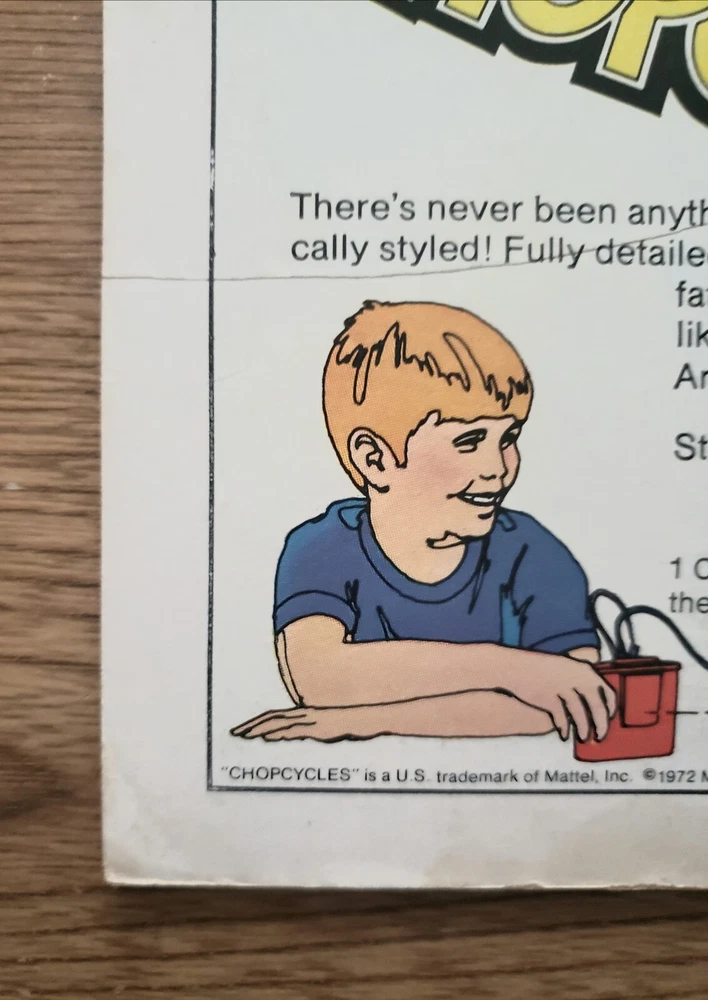 There's never been anyth
cally styled! Fully detaile
fa
lik
Ar
St
1 C
the
"CHOPCYCLES" is a U.S. trademark of Mattel, Inc. ©1972 M